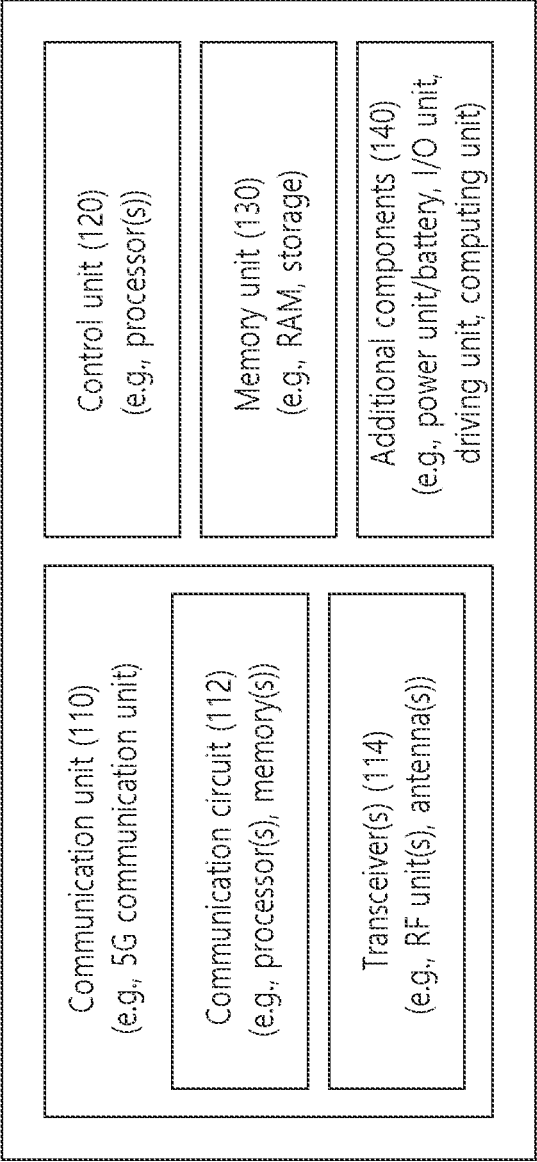 Communication unit (110)
(e.g., 5G communication unit)
Communication circuit (112)
(e.g., processor(s), memory(s))
Transceiver(s) (114)
(e.g., RF unit(s), antenna(s))
Control unit (120)
(e.g., processor(s))
Memory unit (130)
(e.g., RAM, storage)
Additional components (140)
(e.g., power unit/battery, I/O unit,
driving unit, computing unit)